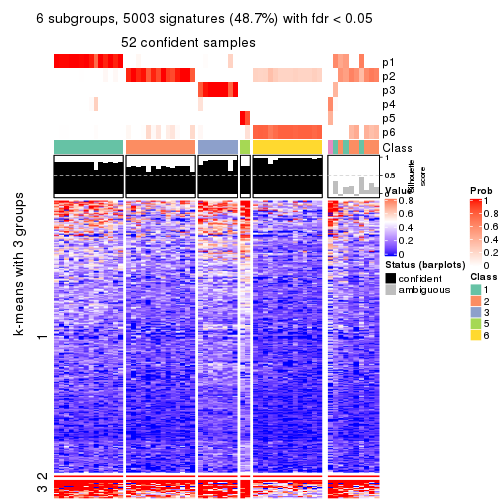 6 subgroups, 5003 signatures (48.7%) with fdr < 0.05
52 confident samples
p1
p2
p3
p4
p5
p6
Class
1
0.5
0
Silhouette
score
k-means with 3 groups
1
2
3
Value
0.8
0.6
0.4
0.2
0
Status (barplots)
confident
ambiguous
Prob
1
0.8
0.6
0.4
0.2
0
Class
1
2
3
5
6